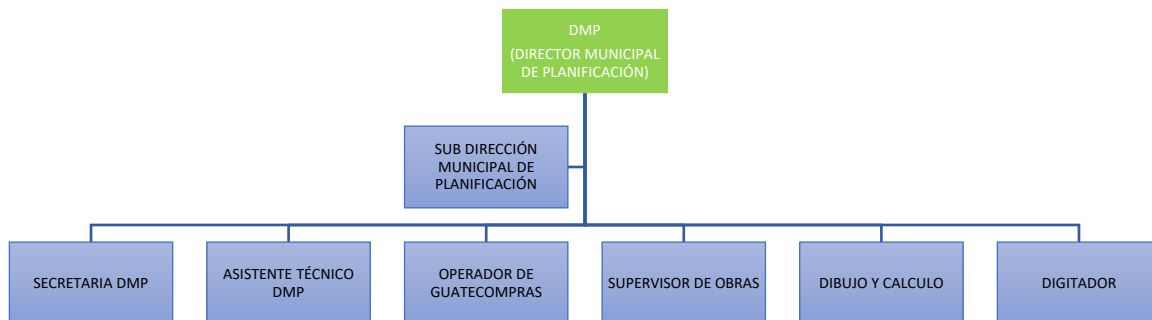 DMP
(DIRECTOR MUNICIPAL
DE PLANIFICACIÓN)
SUB DIRECCIÓN
MUNICIPAL DE
PLANIFICACIÓN
SECRETARIA DMP
ASISTENTE TÉCNICO
DMP
OPERADOR DE
GUATECOMPRAS
SUPERVISOR DE OBRAS
DIBUJO Y CALCULO
DIGITADOR